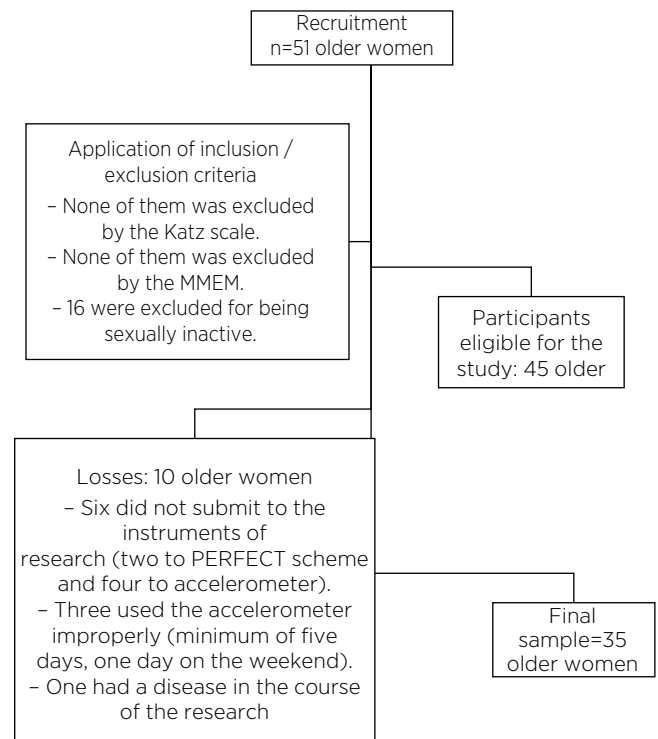 Recruitment
n=51 older women
Application of inclusion /
exclusion criteria
– None of them was excluded
by the Katz scale.
– None of them was excluded
by the MMEM.
– 16 were excluded for being
sexually inactive.
Participants
eligible for the
study: 45 older
Losses: 10 older women
– Six did not submit to the
instruments of
research (two to PERFECT scheme
and four to accelerometer).
– Three used the accelerometer
improperly (minimum of five
days, one day on the weekend).
– One had a disease in the course
of the research
Final
sample=35
older women